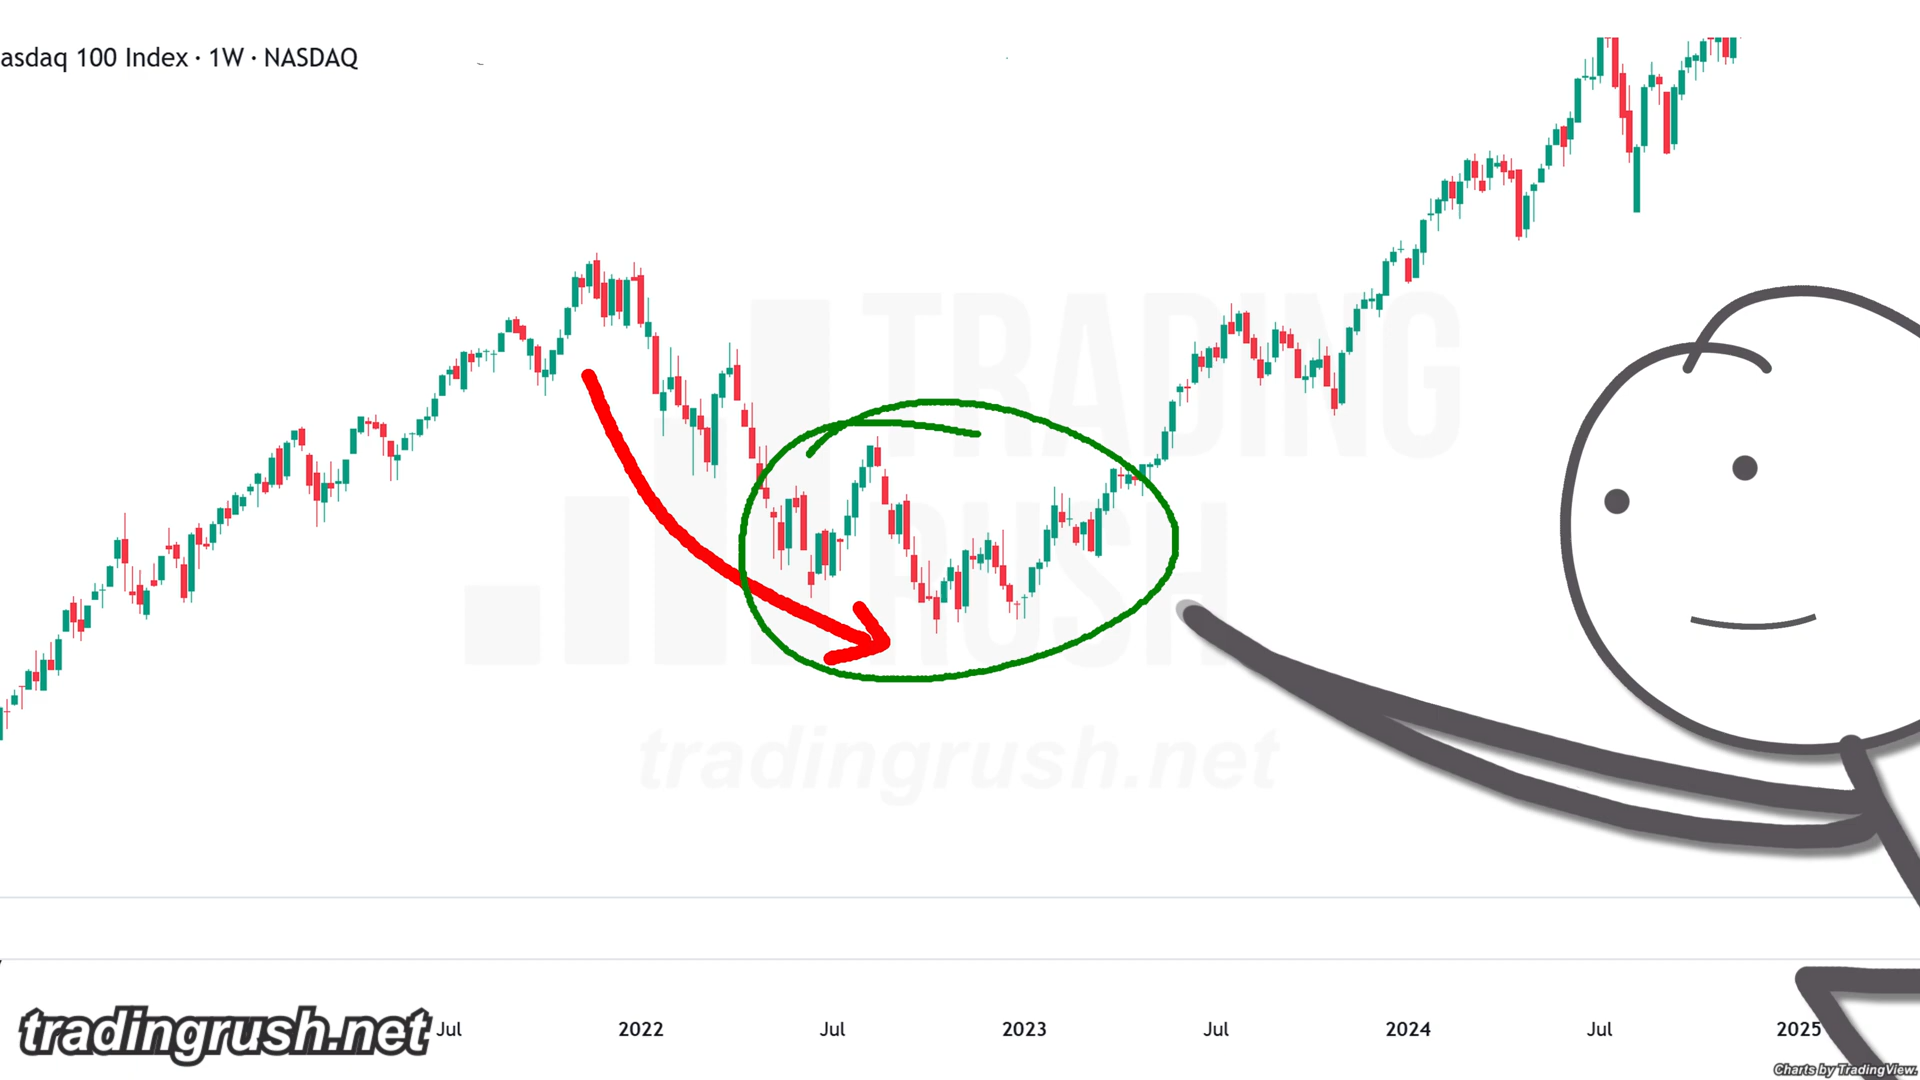 asdaq 100 Index · 1W · NASDAQ
TRADING
RUSH
tradingrush.net
Jul 2022 Jul 2023 Jul 2024 Jul 2025
tradingrush.net
Charts by TradingView.